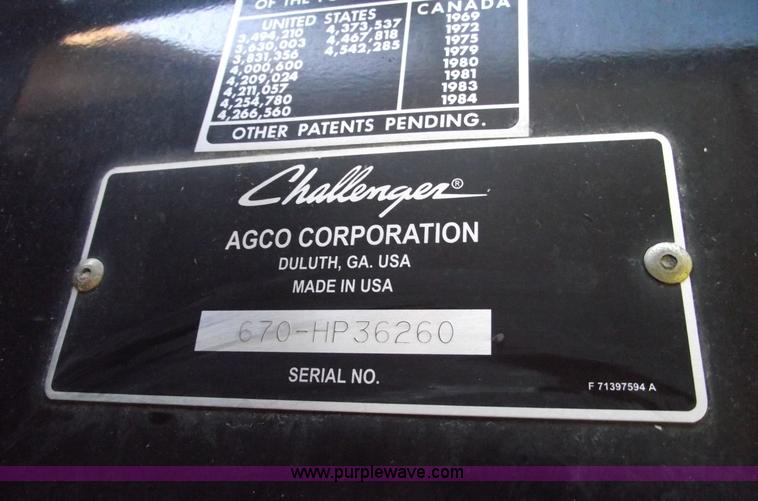 OF THE
UNITED STATES
3,494,210
3,630,003
3,831,356
4,000,600
4,209,024
4,211,057
4,254,780
4,266,560
4,373,537
4,467,818
4,542,285
CANADA
1969
1972
1975
1979
1980
1981
1983
1984
OTHER PATENTS PENDING.
Challenger®
AGCO CORPORATION
DULUTH, GA. USA
MADE IN USA
670-HP36260
SERIAL NO.
F 71397594 A
www.purplewave.com